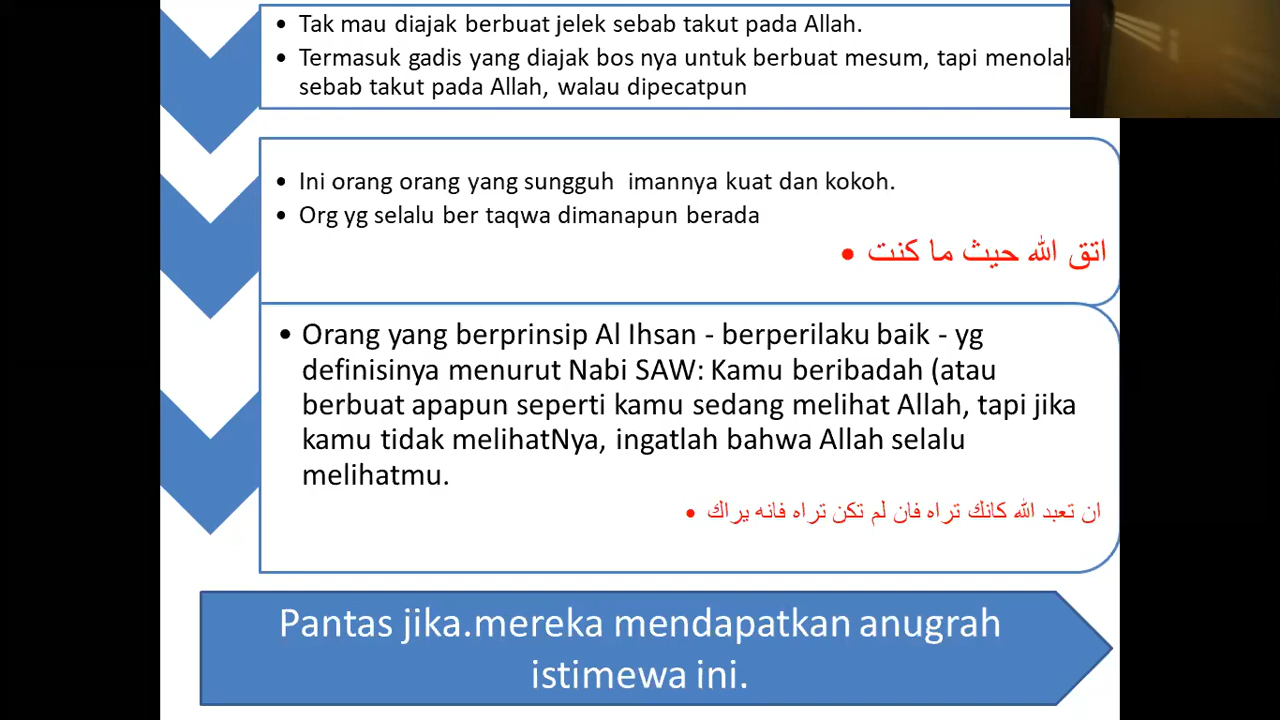 • Tak mau diajak berbuat jelek sebab takut pada Allah.
• Termasuk gadis yang diajak bos nya untuk berbuat mesum, tapi menolak
sebab takut pada Allah, walau dipecatpun
• Ini orang orang yang sungguh imannya kuat dan kokoh.
• Org yg selalu ber taqwa dimanapun berada
• اتق الله حيث ما كنت
• Orang yang berprinsip Al Ihsan - berperilaku baik - yg
definisinya menurut Nabi SAW: Kamu beribadah (atau
berbuat apapun seperti kamu sedang melihat Allah, tapi jika
kamu tidak melihatNya, ingatlah bahwa Allah selalu
melihatmu.
• ان تعبد الله كانك تراه فان لم تكن تراه فانه يراك
Pantas jika.mereka mendapatkan anugrah
istimewa ini.